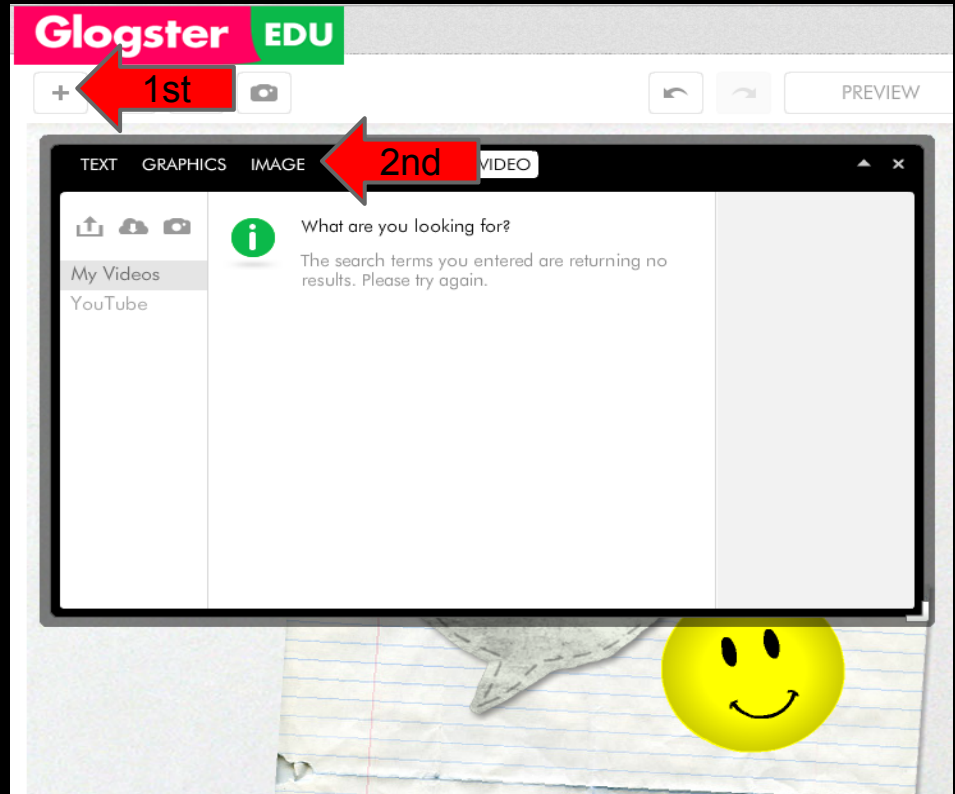 Glogster EDU
+ 1st PREVIEW
TEXT GRAPHICS IMAGE 2nd VIDEO
What are you looking for?
The search terms you entered are returning no
results. Please try again.
My Videos
YouTube